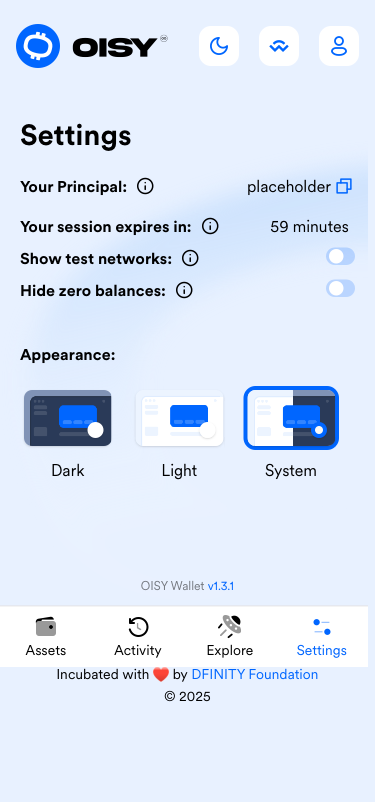 OISY
Settings
Your Principal: placeholder
Your session expires in: 59 minutes
Show test networks:
Hide zero balances:
Appearance:
Dark Light System
OISY Wallet v1.3.1
Assets Activity Explore Settings
Incubated with ❤️ by DFINITY Foundation
© 2025